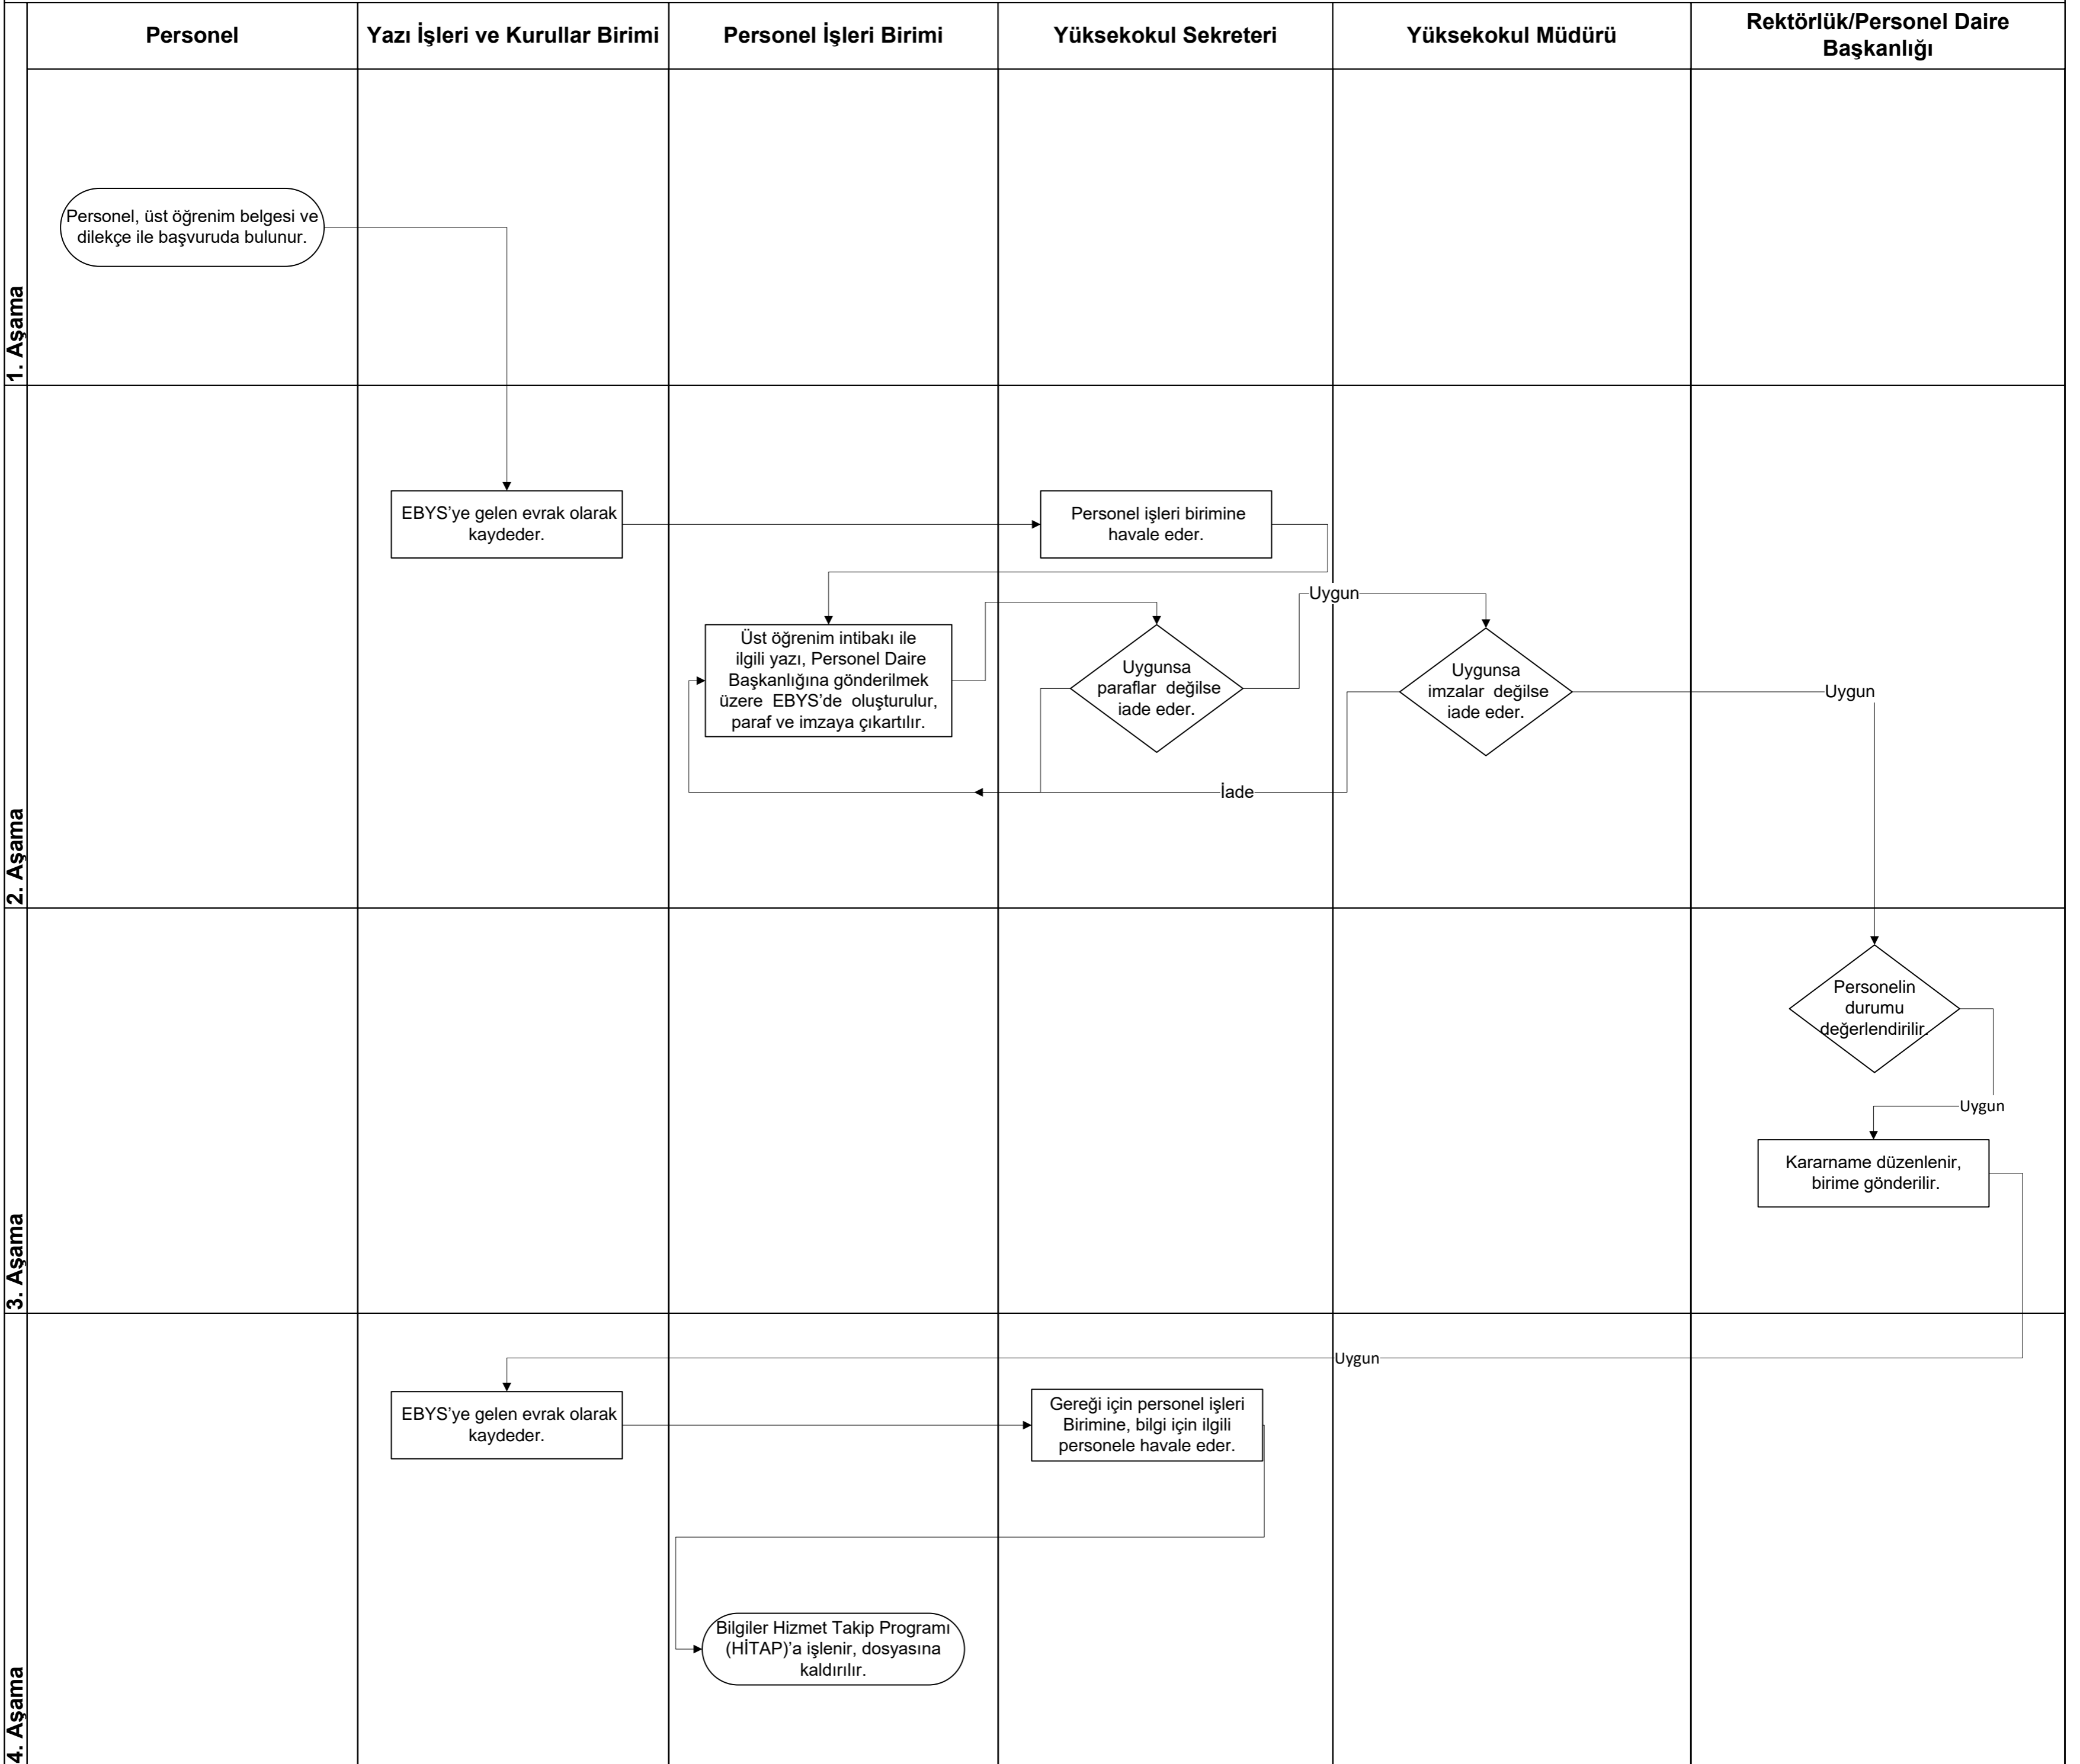 Personel
Yazı İşleri ve Kurullar Birimi
Personel İşleri Birimi
Yüksekokul Sekreteri
Yüksekokul Müdürü
Rektörlük/Personel Daire
Başkanlığı
1. Aşama
Personel, üst öğrenim belgesi ve
dilekçe ile başvuruda bulunur.
2. Aşama
EBYS’ye gelen evrak olarak
kaydeder.
Personel işleri birimine
havale eder.
Üst öğrenim intibakı ile
ilgili yazı, Personel Daire
Başkanlığına gönderilmek
üzere EBYS’de oluşturulur,
paraf ve imzaya çıkartılır.
Uygunsa
paraflar değilse
iade eder.
Uygun
Uygunsa
imzalar değilse
iade eder.
Uygun
İade
3. Aşama
Personelin
durumu
değerlendirilir.
Uygun
Kararname düzenlenir,
birime gönderilir.
4. Aşama
Uygun
EBYS’ye gelen evrak olarak
kaydeder.
Gereği için personel işleri
Birimine, bilgi için ilgili
personele havale eder.
Bilgiler Hizmet Takip Programı
(HİTAP)’a işlenir, dosyasına
kaldırılır.